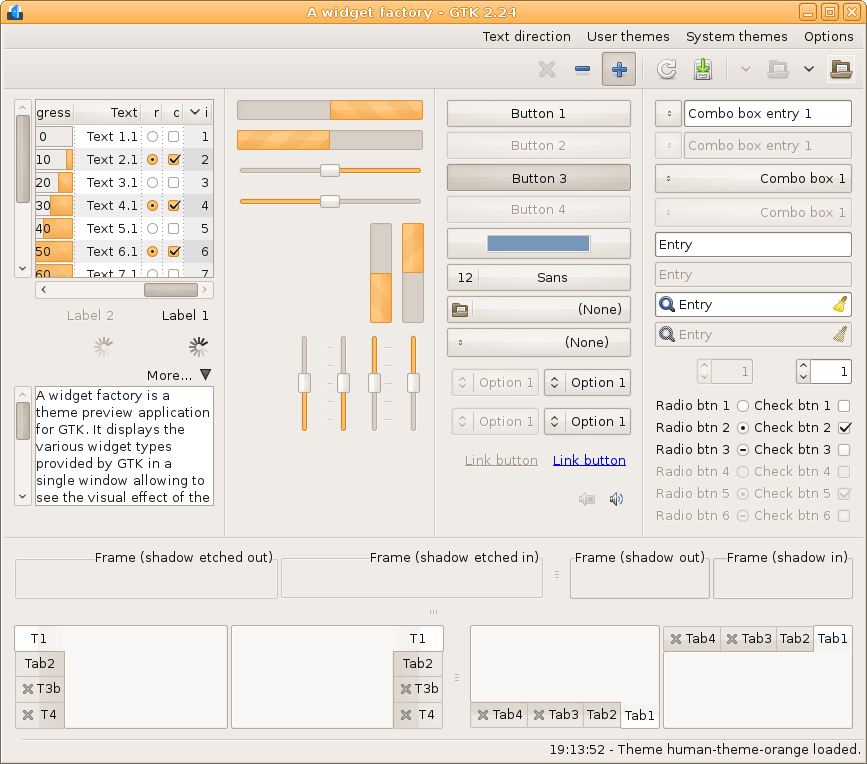 A widget factory - GTK 2.24
Text direction User themes System themes Options
gress Text r c i
0 Text 1.1 1
10 Text 2.1 2
20 Text 3.1 3
30 Text 4.1 4
40 Text 5.1 5
50 Text 6.1 6
60 Text 7.1 7
Label 2 Label 1
More...
A widget factory is a
theme preview application
for GTK. It displays the
various widget types
provided by GTK in a
single window allowing to
see the visual effect of the
Button 1
Button 2
Button 3
Button 4
12 Sans
(None)
(None)
Option 1 Option 1
Option 1 Option 1
Link button Link button
Combo box entry 1
Combo box entry 1
Combo box 1
Combo box 1
Entry
Entry
Entry
Entry
1 1
Radio btn 1 Check btn 1
Radio btn 2 Check btn 2
Radio btn 3 Check btn 3
Radio btn 4 Check btn 4
Radio btn 5 Check btn 5
Radio btn 6 Check btn 6
Frame (shadow etched out) Frame (shadow etched in) Frame (shadow out) Frame (shadow in)
T1
Tab2
T3b
T4
T1
Tab2
T3b
T4
Tab4 Tab3 Tab2 Tab1
Tab4 Tab3 Tab2 Tab1
19:13:52 - Theme human-theme-orange loaded.